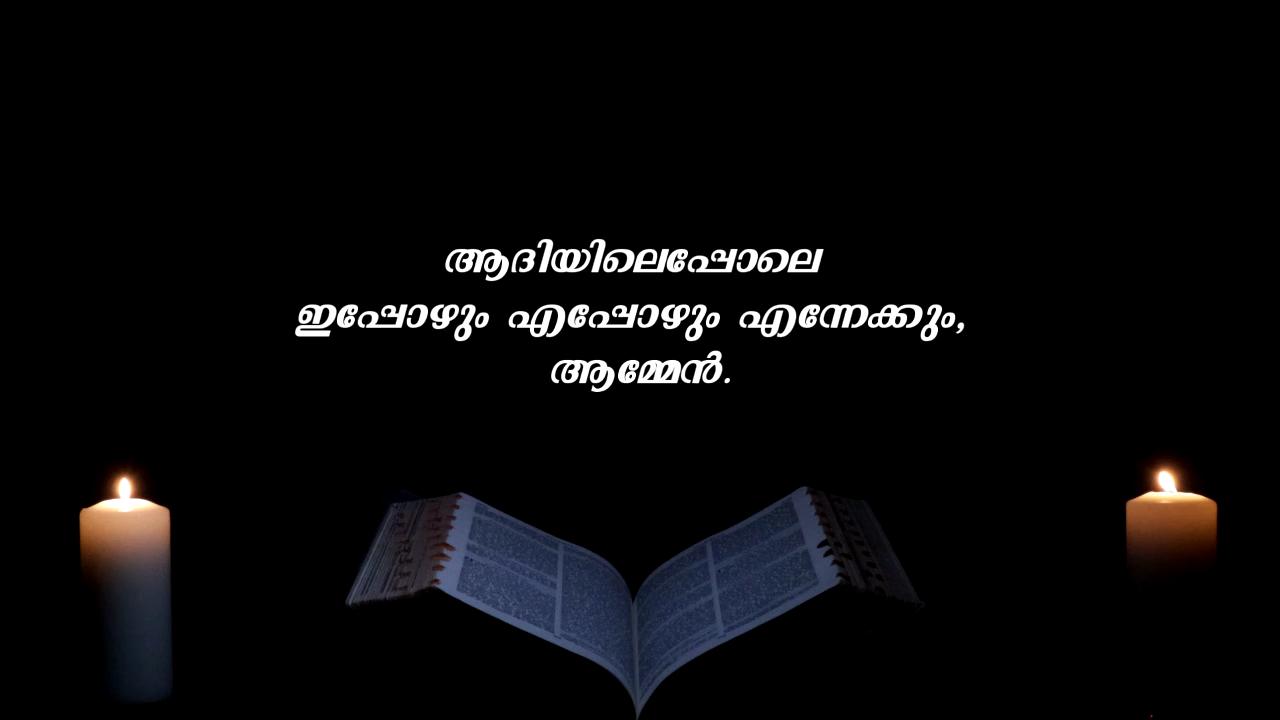 ആദിയിലെപ്പോലെ
ഇപ്പോഴും എപ്പോഴും എന്നേക്കും,
ആമ്മേൻ.